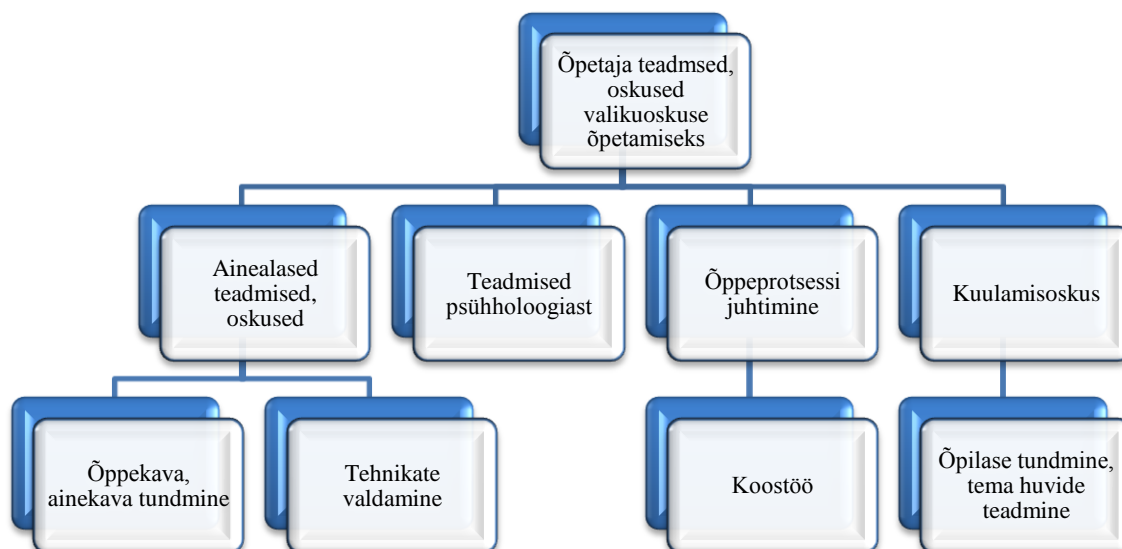 Õpetaja teadmsed,
oskused
valikuoskuse
õpetamiseks
Ainealased
teadmised,
oskused
Teadmised
psühholoogiast
Õppeprotsessi
juhtimine
Kuulamisoskus
Õppekava,
ainekava tundmine
Tehnikate
valdamine
Koostöö
Õpilase tundmine,
tema huvide
teadmine